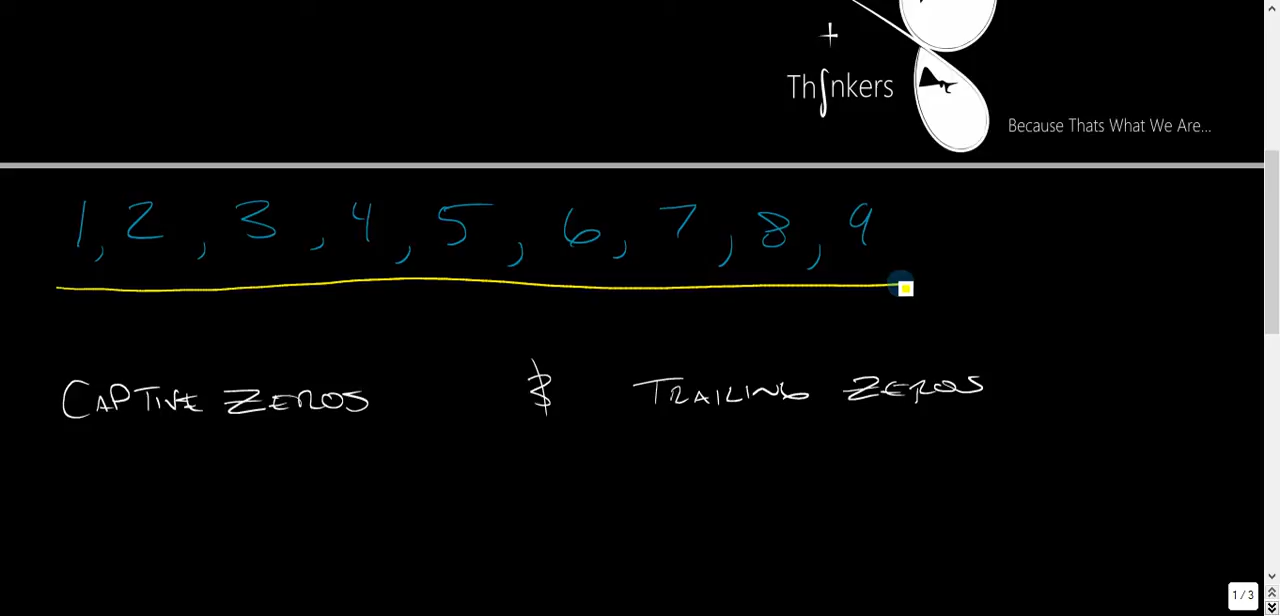 +
Th∫nkers
Because Thats What We Are...
1, 2, 3, 4, 5, 6, 7, 8, 9
CAPTIVE ZEROS & TRAILING ZEROS
1 / 3